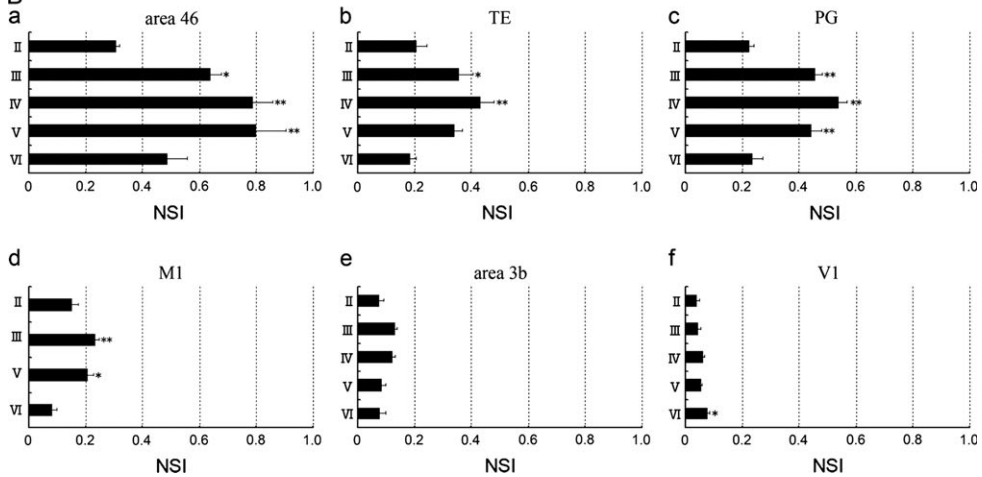 B
a area 46
II
III *
IV **
V **
VI
0 0.2 0.4 0.6 0.8 1.0
NSI
b TE
II
III *
IV **
V
VI
0 0.2 0.4 0.6 0.8 1.0
NSI
c PG
II
III **
IV **
V **
VI
0 0.2 0.4 0.6 0.8 1.0
NSI
d M1
II
III **
V *
VI
0 0.2 0.4 0.6 0.8 1.0
NSI
e area 3b
II
III
IV
V
VI
0 0.2 0.4 0.6 0.8 1.0
NSI
f V1
II
III
IV
V
VI *
0 0.2 0.4 0.6 0.8 1.0
NSI